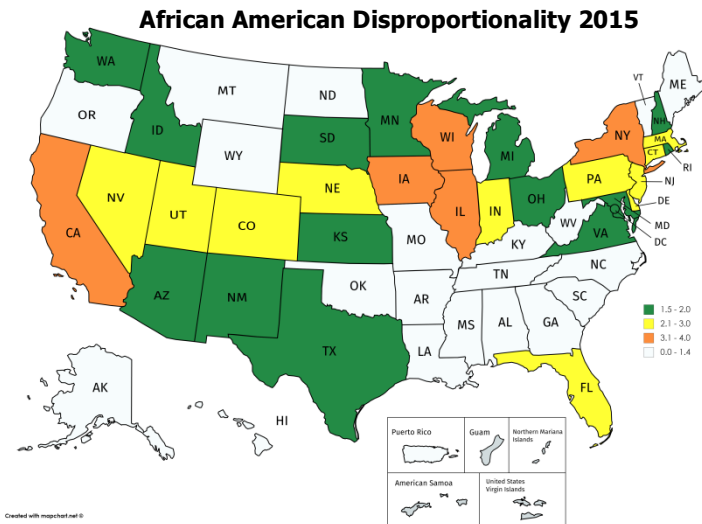 African American Disproportionality 2015
WA
MT
ND
MN
VT
ME
OR
ID
SD
WI
MI
NY
NH
MA
CT
RI
WY
NE
IA
PA
NJ
NV
UT
CO
IL
IN
OH
DE
MD
DC
CA
KS
MO
WV
VA
KY
AZ
NM
OK
AR
TN
NC
SC
MS
AL
GA
TX
LA
FL
AK
HI
1.5 - 2.0
2.1 - 3.0
3.1 - 4.0
0.0 - 1.4
Puerto Rico
Guam
Northern Mariana
Islands
American Samoa
United States
Virgin Islands
Created with mapchart.net ©